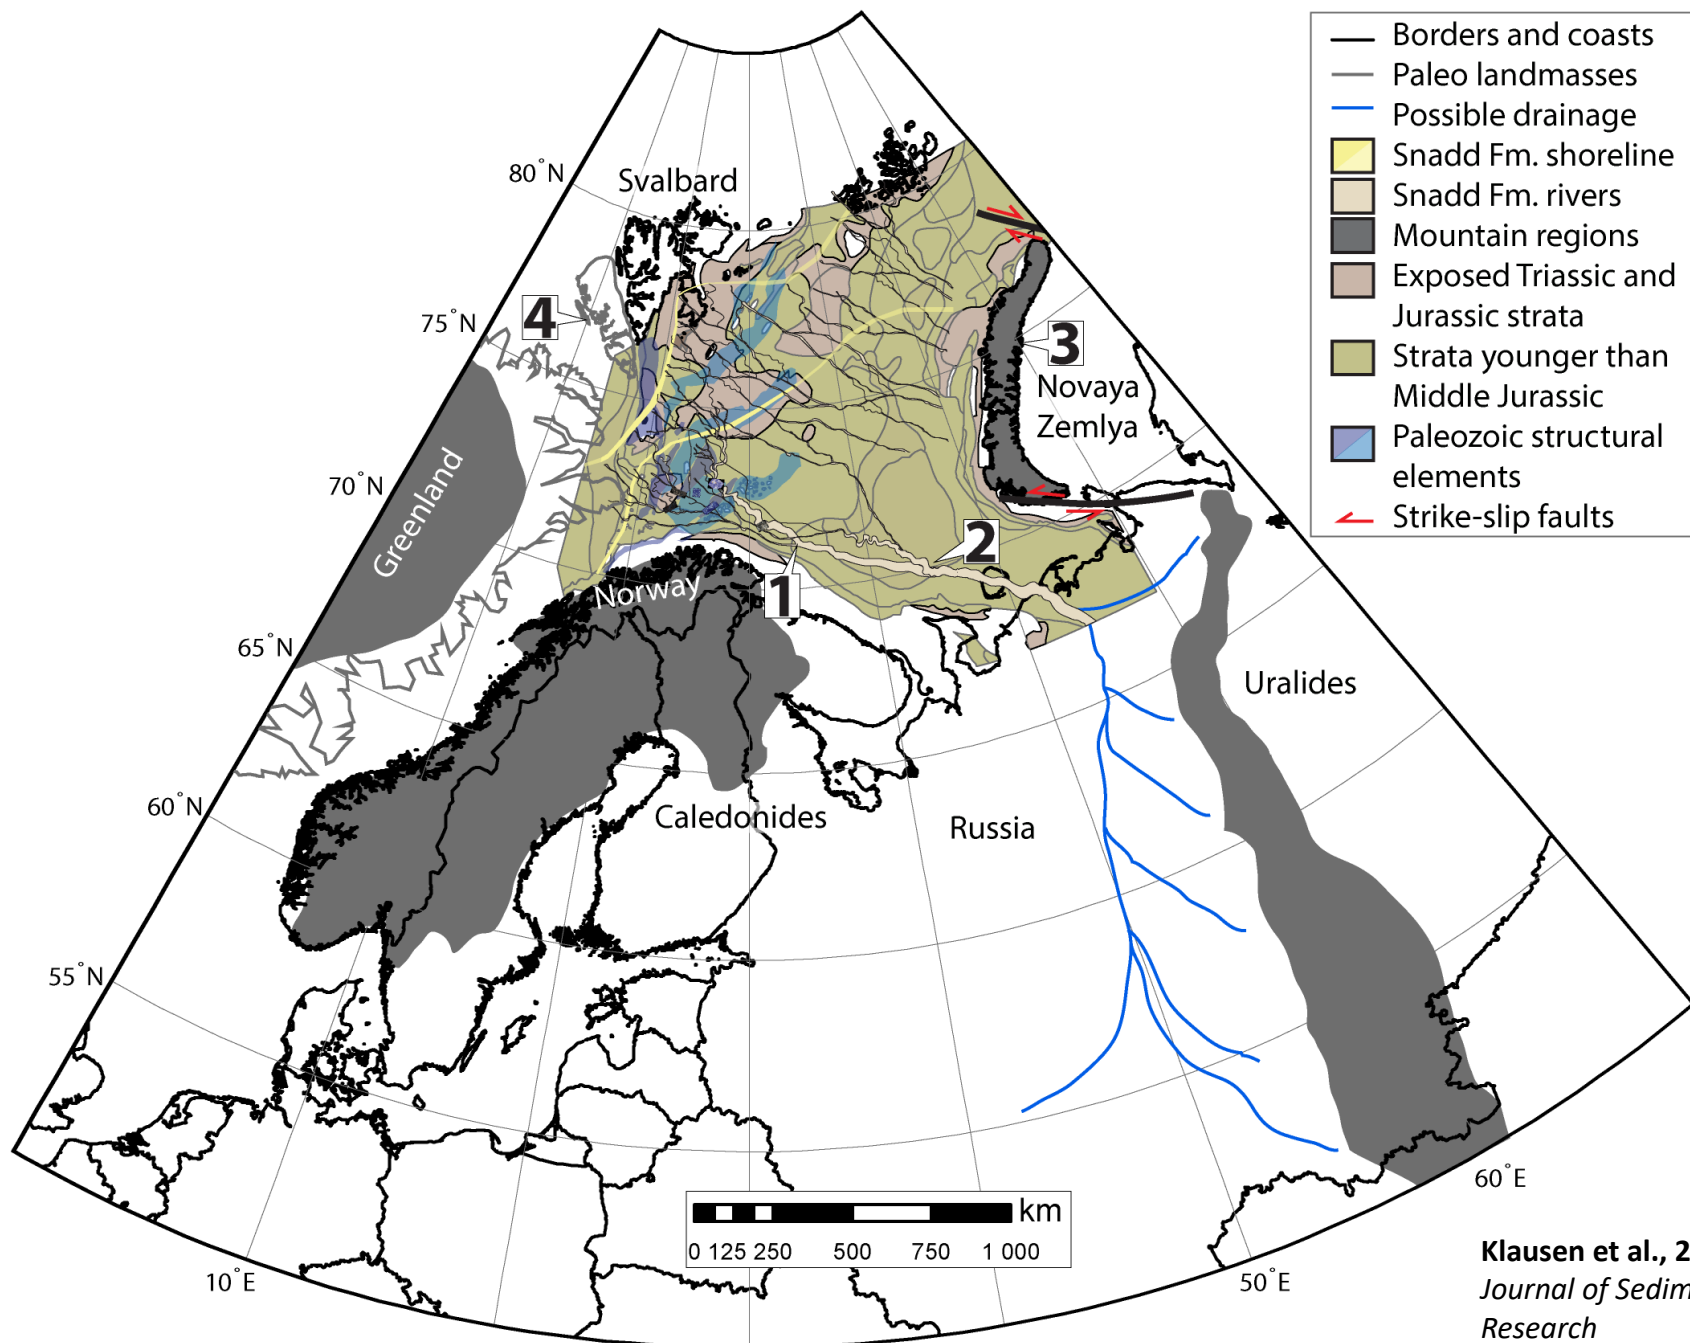 Borders and coasts
Paleo landmasses
Possible drainage
Snadd Fm. shoreline
Snadd Fm. rivers
Mountain regions
Exposed Triassic and
Jurassic strata
Strata younger than
Middle Jurassic
Paleozoic structural
elements
Strike-slip faults
80°N
Svalbard
75°N
4
3
Novaya
Zemlya
70°N
Greenland
2
1
Norway
65°N
Uralides
60°N
Caledonides
Russia
55°N
60°E
km
0 125 250 500 750 1 000
10°E
50°E
Klausen et al., 2
Journal of Sedim
Research